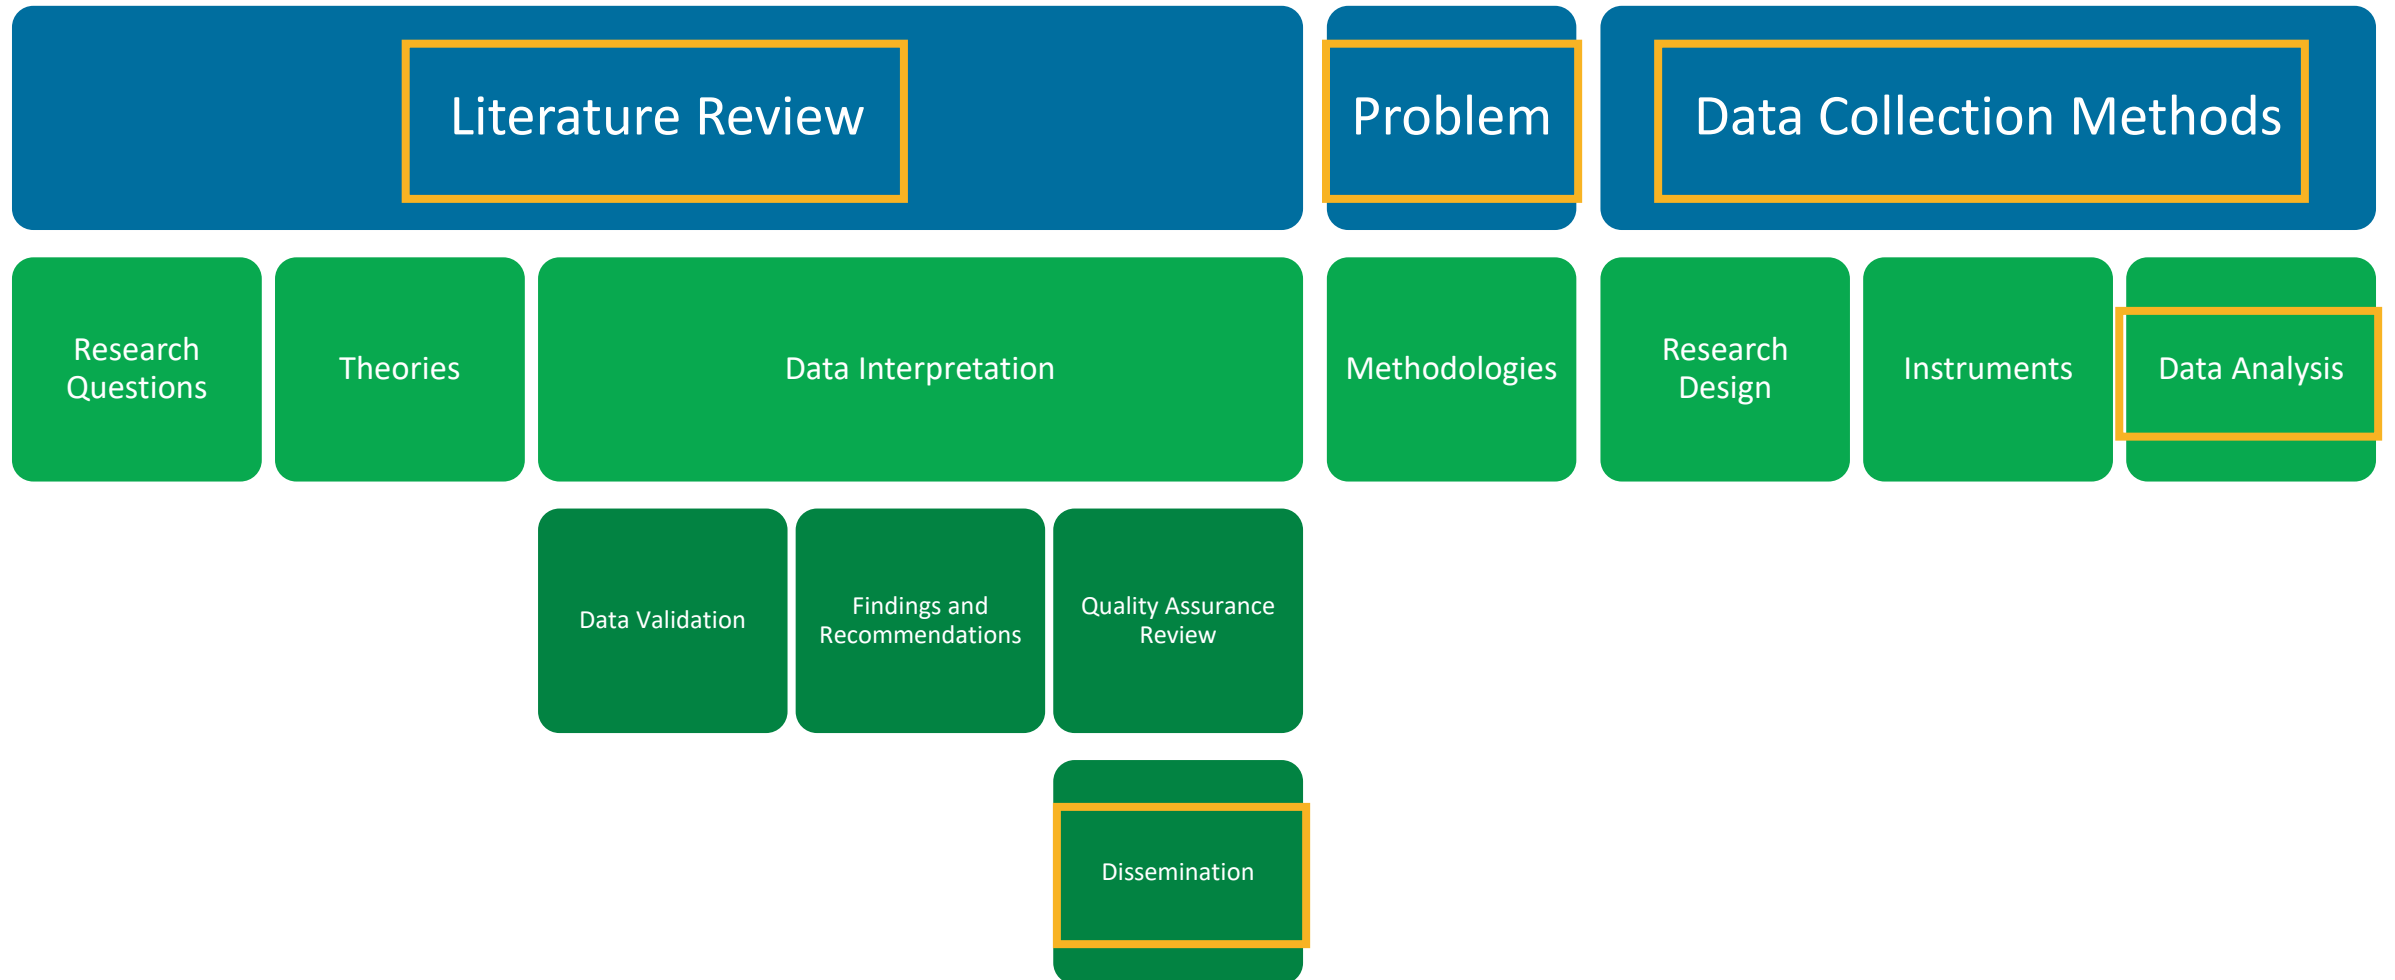 Literature Review
Problem
Data Collection Methods
Research
Questions
Theories
Data Interpretation
Methodologies
Research
Design
Instruments
Data Analysis
Data Validation
Findings and
Recommendations
Quality Assurance
Review
Dissemination